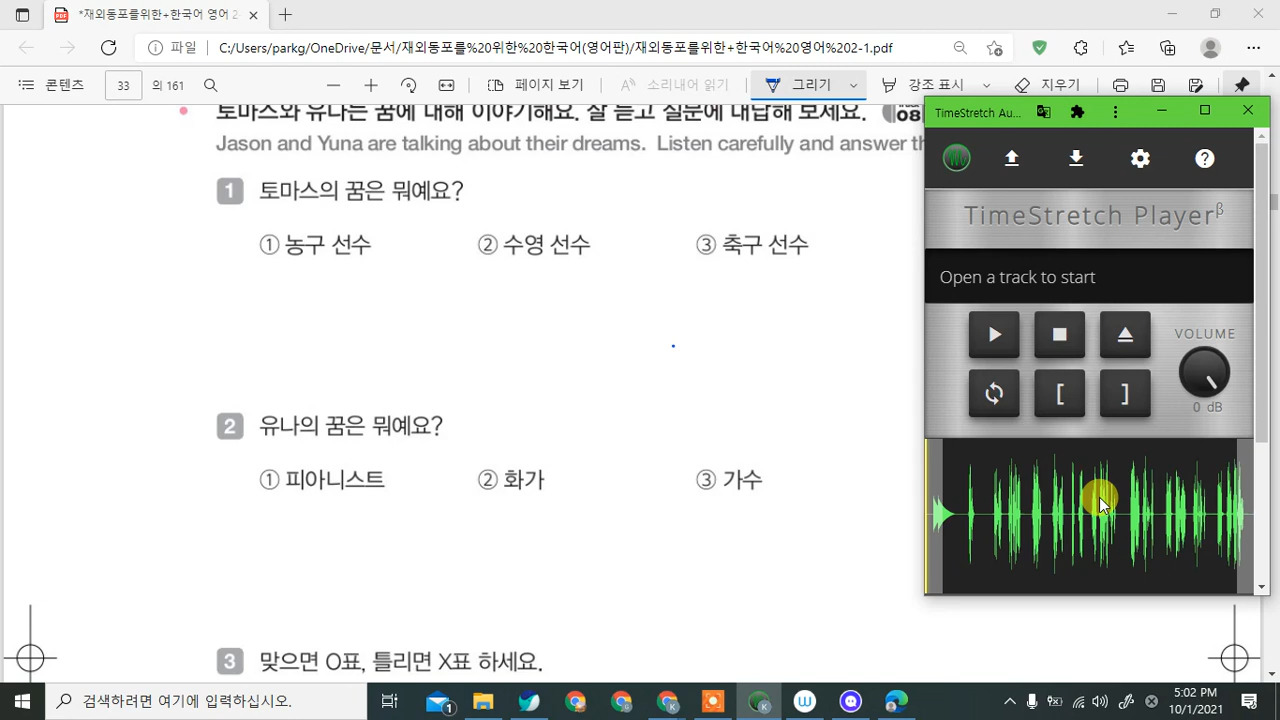 *재외동포를위한+한국어 영어 2
파일
C:/Users/parkg/OneDrive/문서/재외동포를%20위한%20한국어(영어판)/재외동포를위한+한국어%20영어%202-1.pdf
콘텐츠
33
의 161
페이지 보기
소리내어 읽기
그리기
강조 표시
지우기
토마스와 유나는 꿈에 대해 이야기해요. 잘 듣고 질문에 대답해 보세요.
08
Jason and Yuna are talking about their dreams. Listen carefully and answer th
1 토마스의 꿈은 뭐예요?
① 농구 선수 ② 수영 선수 ③ 축구 선수
2 유나의 꿈은 뭐예요?
① 피아니스트 ② 화가 ③ 가수
3 맞으면 O표, 틀리면 X표 하세요.
TimeStretch Au...
TimeStretch Player β
Open a track to start
VOLUME
0 dB
검색하려면 여기에 입력하십시오.
1
5:02 PM
10/1/2021